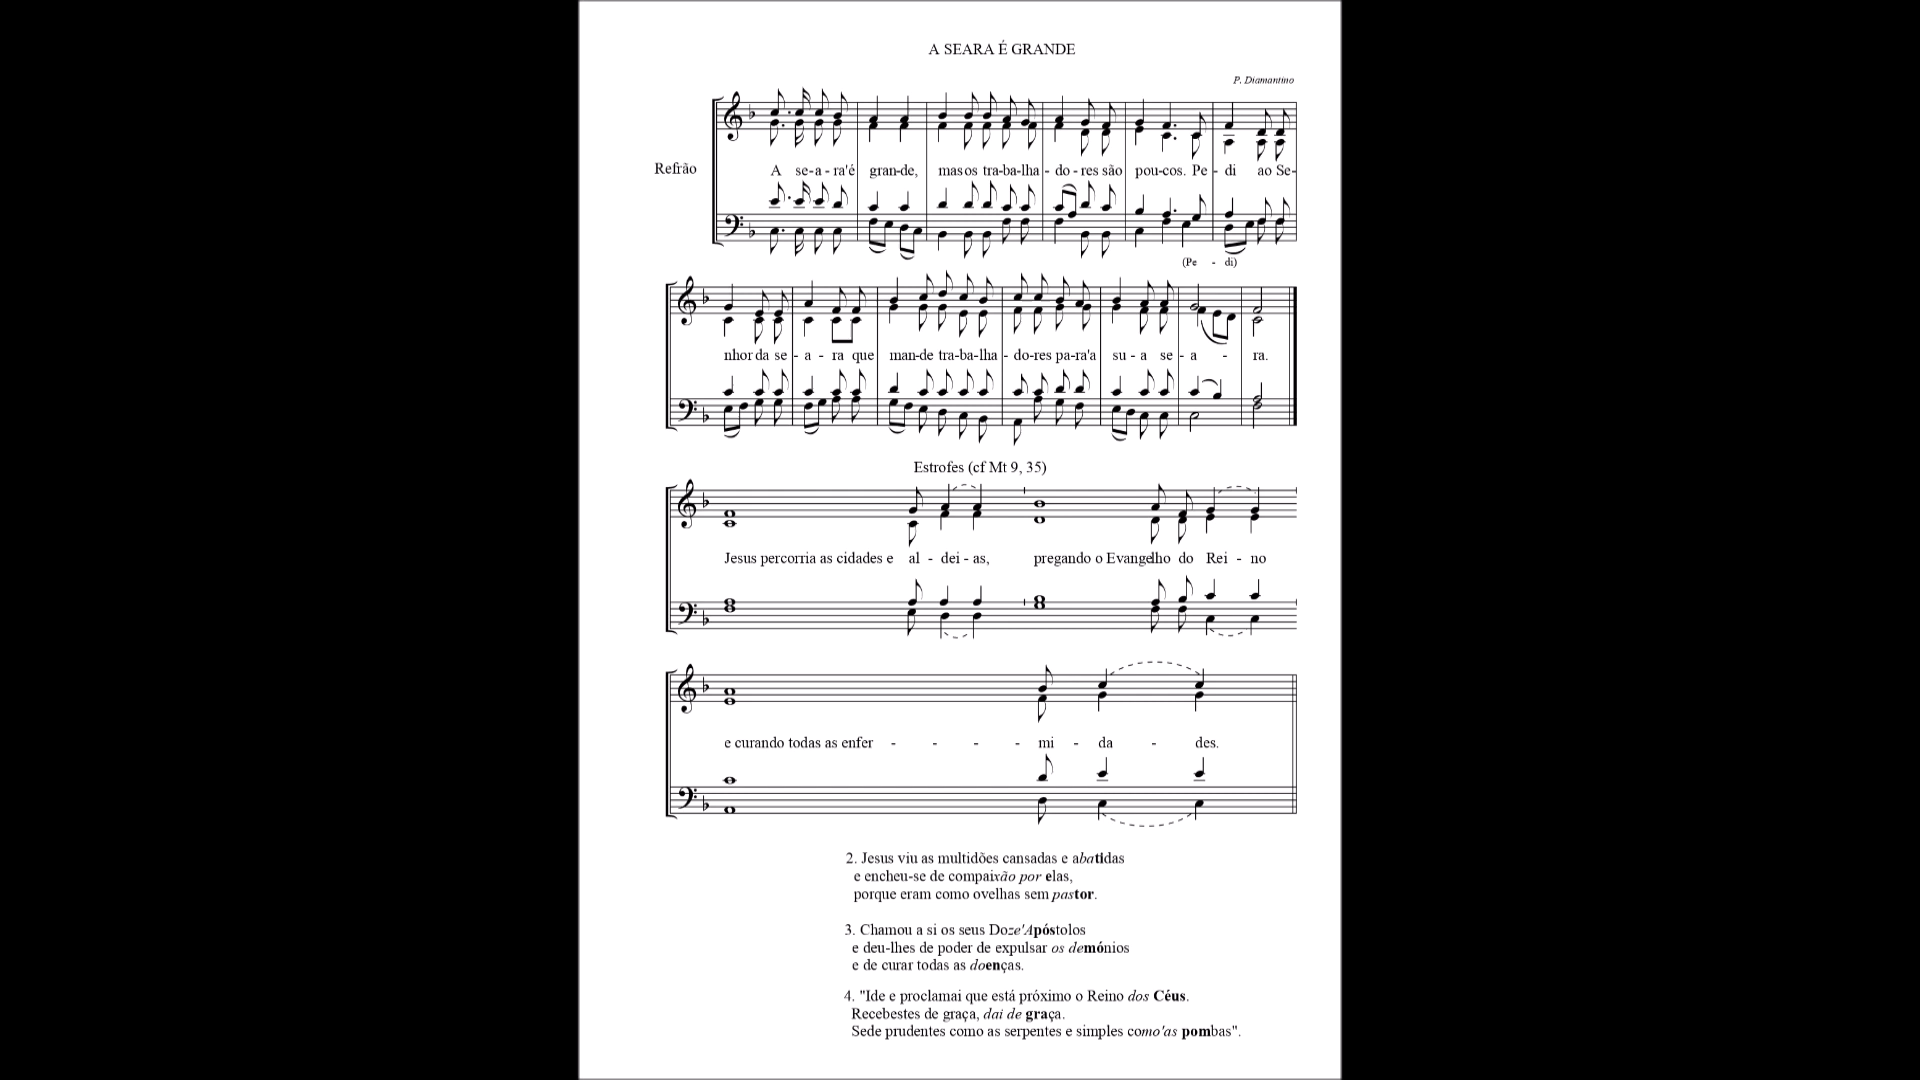 A SEARA É GRANDE
P. Diamantino
Refrão
A se-a - ra'é gran-de, mas os tra-ba-lha - do - res são pou-cos. Pe - di ao Se-
(Pe - di)
nhor da se - a - ra que man-de tra-ba-lha - do-res pa-ra'a su - a se - a - ra.
Estrofes (cf Mt 9, 35)
Jesus percorria as cidades e al - dei - as, pregando o Evangelho do Rei - no
e curando todas as enfer - - - - mi - da - des.
2. Jesus viu as multidões cansadas e abatidas
e encheu-se de compaixão por elas,
porque eram como ovelhas sem pastor.
3. Chamou a si os seus Doze'Apóstolos
e deu-lhes de poder de expulsar os demónios
e de curar todas as doenças.
4. "Ide e proclamai que está próximo o Reino dos Céus.
Recebestes de graça, dai de graça.
Sede prudentes como as serpentes e simples como'as pombas".